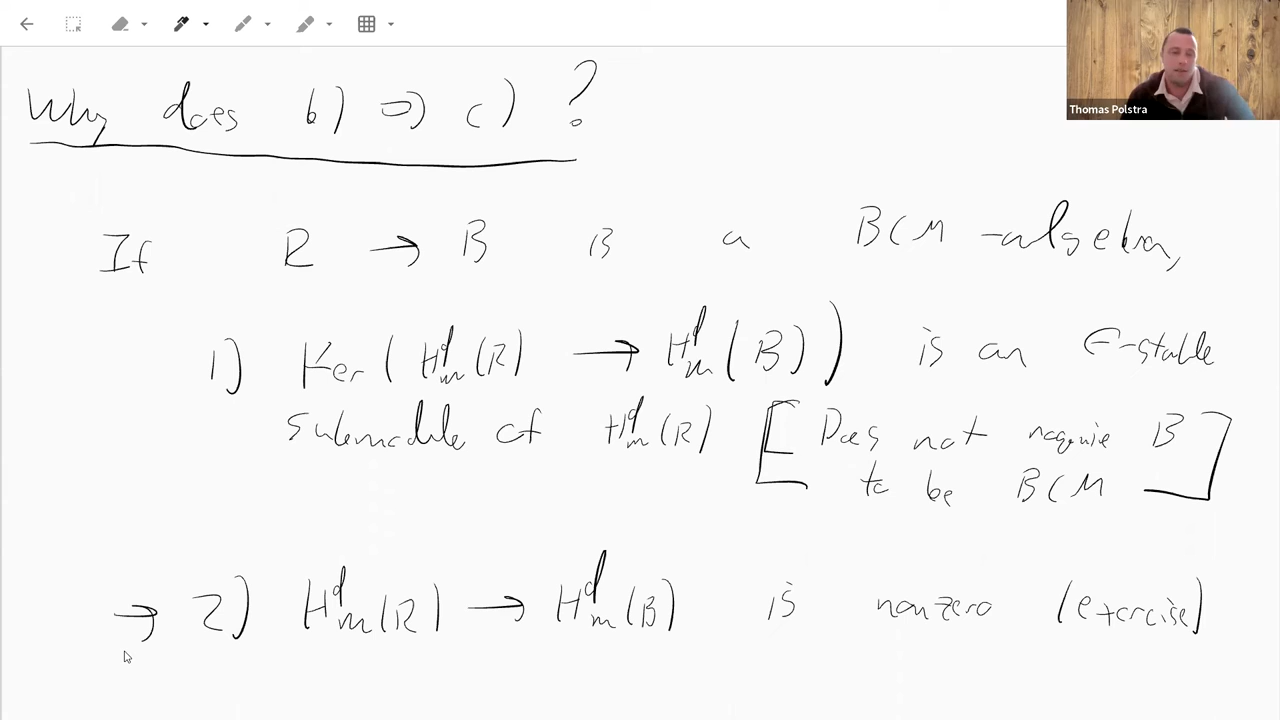 Why does b) ⇒ c) ?
Thomas Polstra
If R → B is a BCM-algebra,
1) Ker( H^d_m(R) → H^d_m(B) ) is an F-stable
submodule of H^d_m(R) [ Does not require B
to be BCM ]
→ 2) H^d_m(R) → H^d_m(B) is nonzero (exercise)